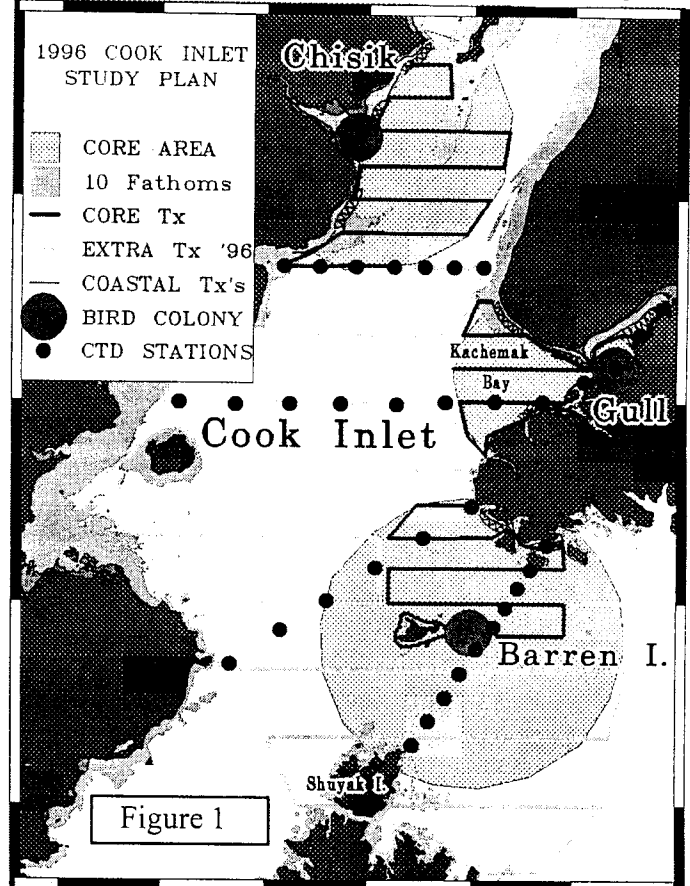 1996 COOK INLET
STUDY PLAN
CORE AREA
10 Fathoms
CORE Tx
EXTRA Tx '96
COASTAL Tx's
BIRD COLONY
CTD STATIONS
Chisik
Kachemak
Bay
Gull
Cook Inlet
Barren I.
Shuyak I.
Figure 1